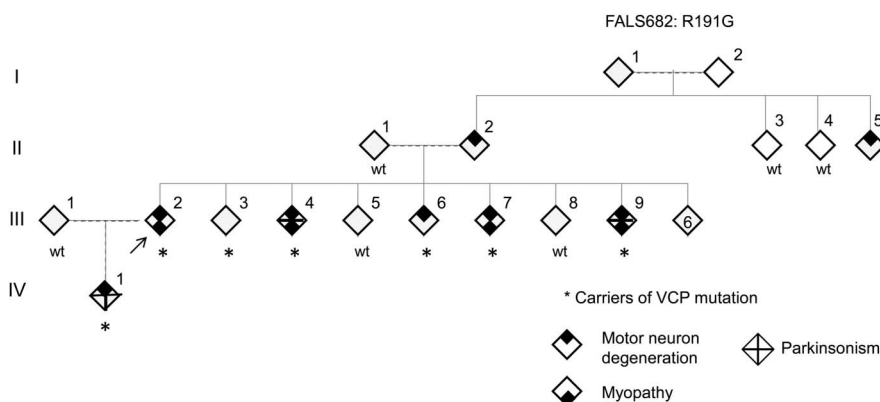 FALS682: R191G
I
1
2
II
1
2
3
4
5
wt
wt
wt
III
1
2
3
4
5
6
7
8
9
6
wt
*
*
*
wt
*
*
wt
*
IV
1
*
* Carriers of VCP mutation
Motor neuron
degeneration
Parkinsonism
Myopathy